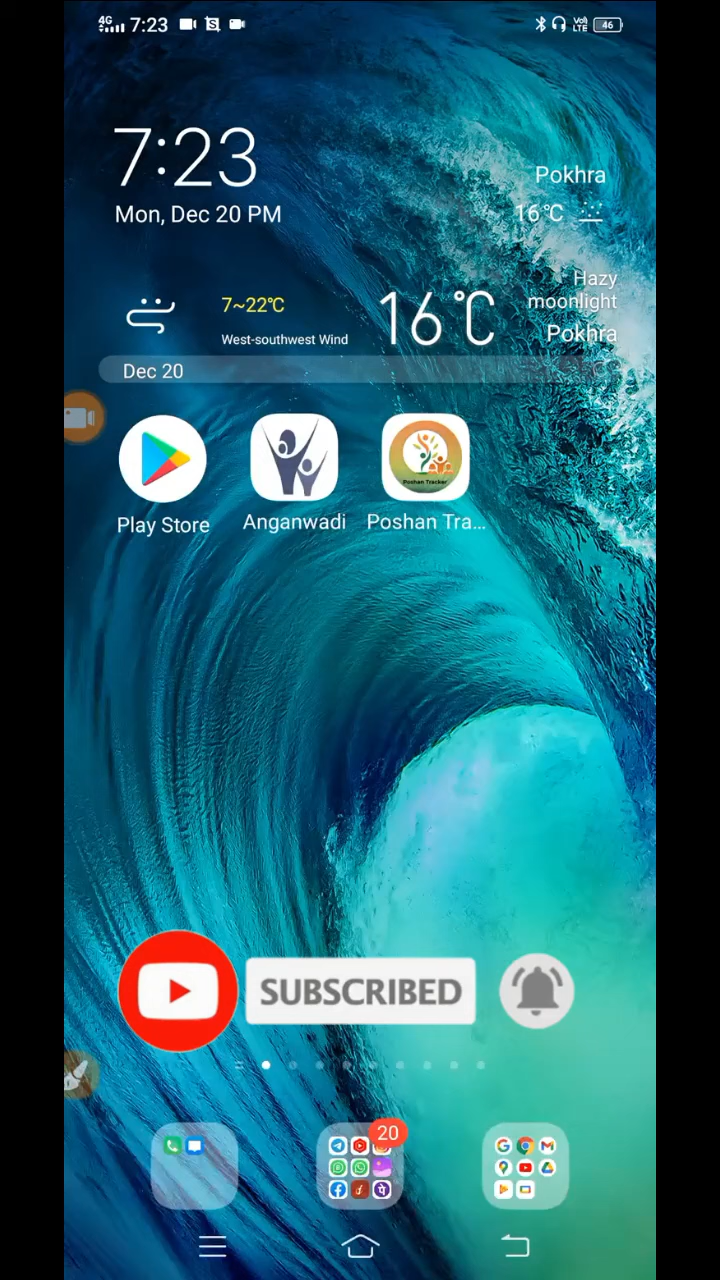 4G 7:23
VoLTE 46
7:23
Mon, Dec 20 PM
Pokhra
16°C
7~22℃
West-southwest Wind
16℃
Hazy
moonlight
Pokhra
Dec 20
Play Store
Anganwadi
Poshan Tracker
Poshan Tra...
SUBSCRIBED
20